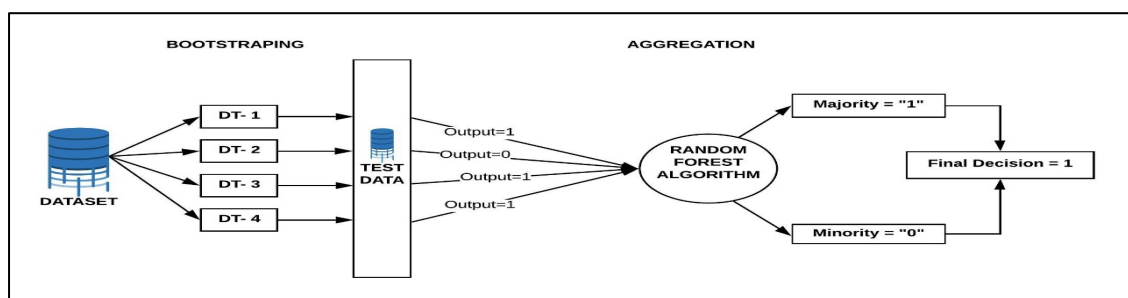 BOOTSTRAPING
AGGREGATION
DATASET
DT- 1
DT- 2
DT- 3
DT- 4
TEST
DATA
Output=1
Output=0
Output=1
Output=1
RANDOM
FOREST
ALGORITHM
Majority = "1"
Minority = "0"
Final Decision = 1